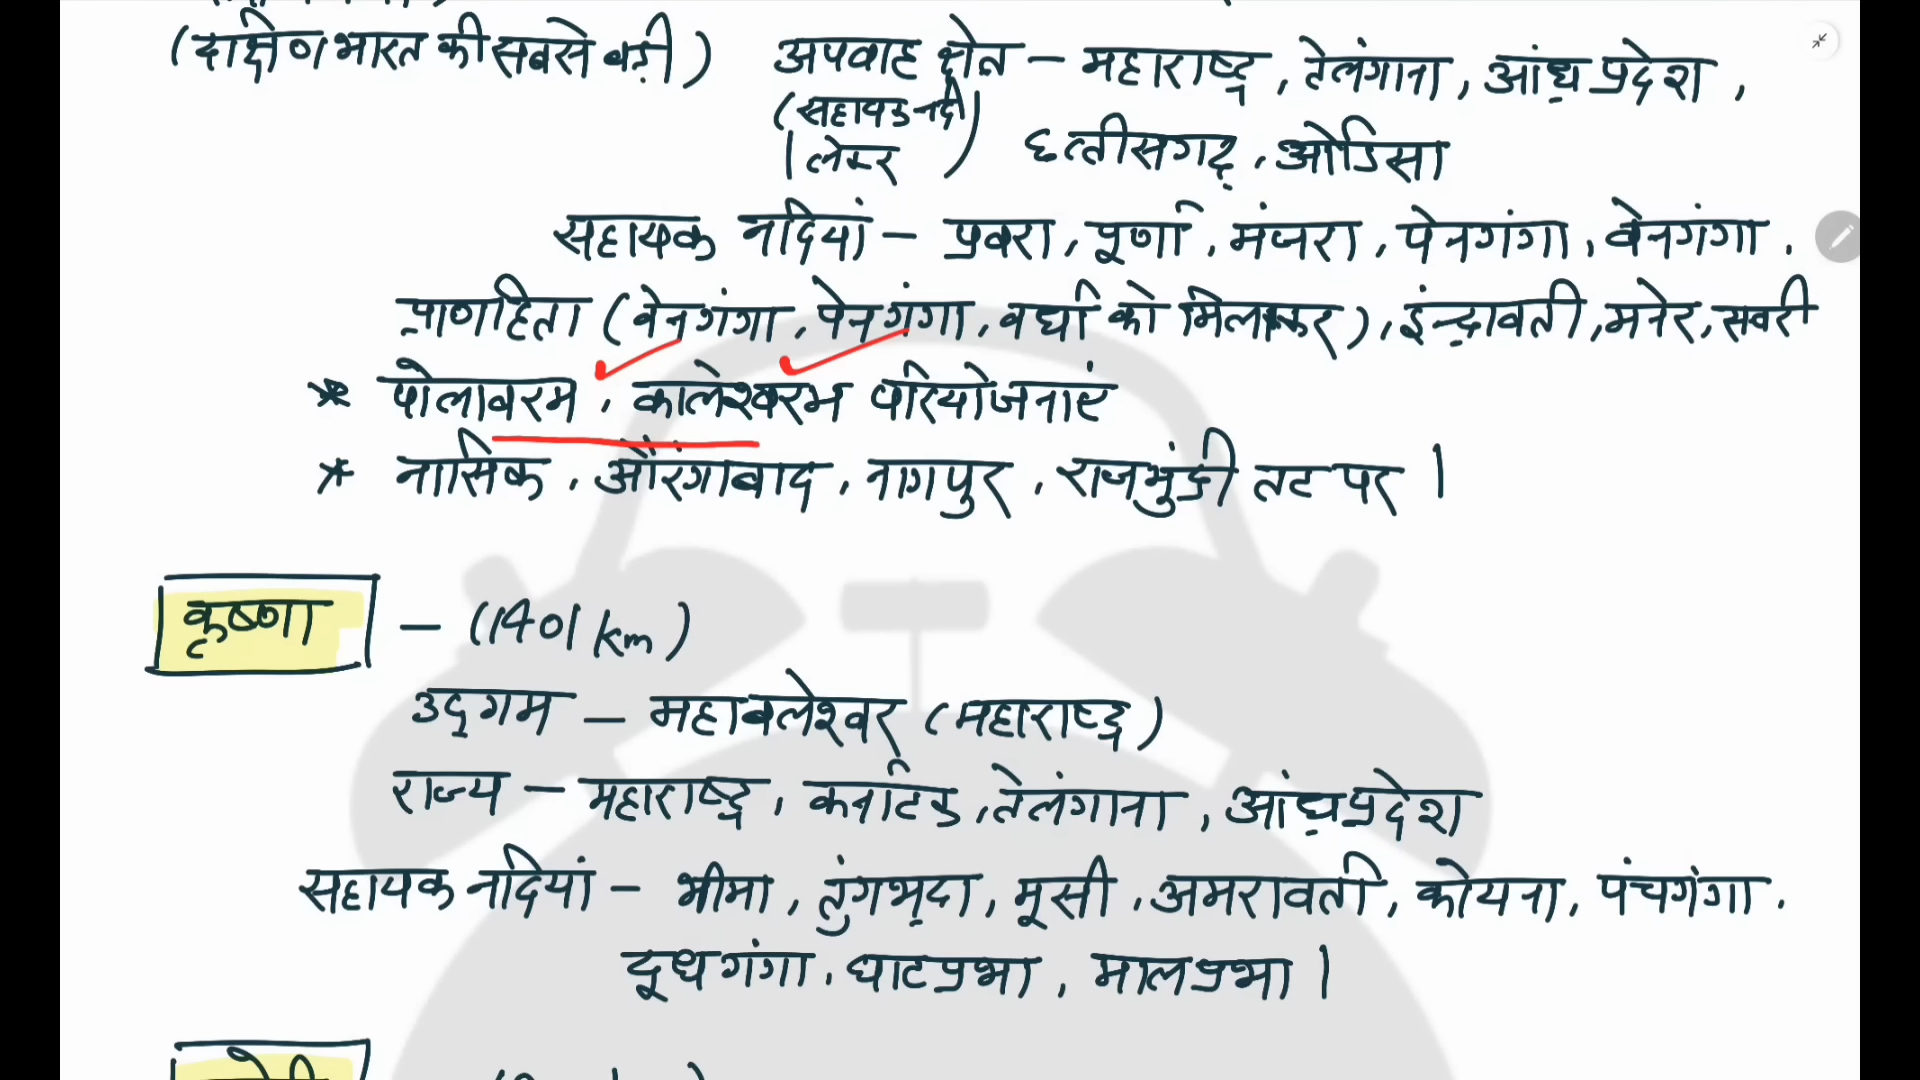 (दाक्षिण भारत की सबसे बड़ी) अपवाह क्षेत्र – महाराष्ट्र, तेलंगाना, आंध्र प्रदेश,
(सहायक नदी लेकर) छत्तीसगढ़, ओडिसा
सहायक नदियां – प्रवरा, पूर्णा, मंजरा, पेनगंगा, वेनगंगा,
प्राणहिता (वेनगंगा, पेनगंगा, वर्धा को मिलाकर), इंद्रावती, मनेर, सबरी
* पोलावरम, कालेश्वरम परियोजनाएं
* नासिक, औरंगाबाद, नागपुर, राजमुंद्री तट पर।
कृष्णा – (1401 km)
उद्गम – महाबलेश्वर (महाराष्ट्र)
राज्य – महाराष्ट्र, कर्नाटक, तेलंगाना, आंध्र प्रदेश
सहायक नदियां – भीमा, तुंगभद्रा, मूसी, अमरावती, कोयना, पंचगंगा,
दूधगंगा, घाटप्रभा, मालप्रभा।